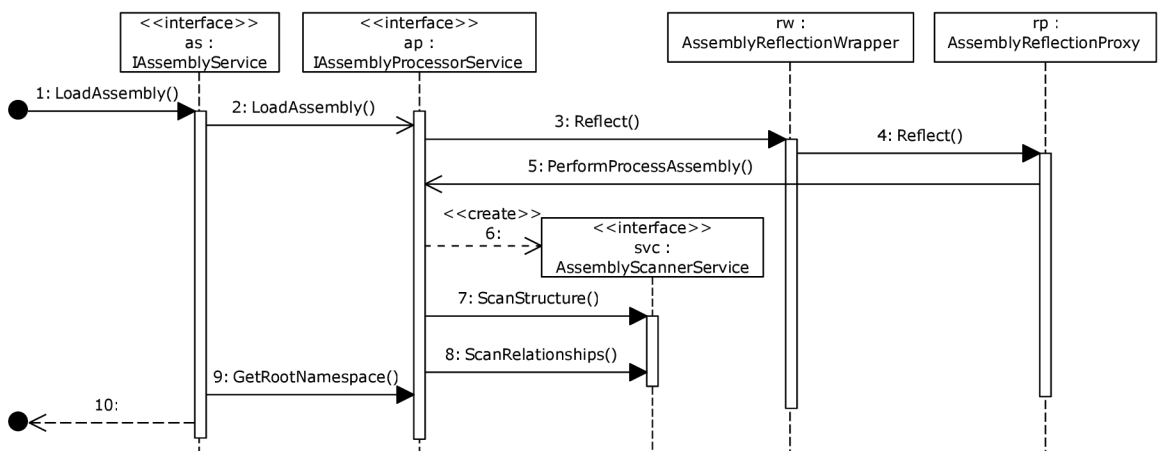 <<interface>>
as :
IAssemblyService
<<interface>>
ap :
IAssemblyProcessorService
rw :
AssemblyReflectionWrapper
rp :
AssemblyReflectionProxy
1: LoadAssembly()
2: LoadAssembly()
3: Reflect()
4: Reflect()
5: PerformProcessAssembly()
<<create>>
6:
<<interface>>
svc :
AssemblyScannerService
7: ScanStructure()
8: ScanRelationships()
9: GetRootNamespace()
10: